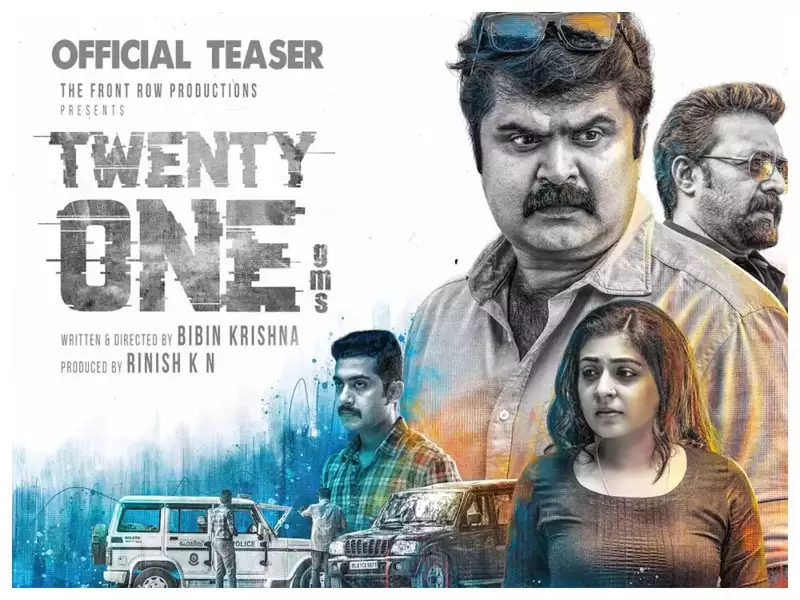 OFFICIAL TEASER
THE FRONT ROW PRODUCTIONS
PRESENTS
TWENTY
ONE
gms
WRITTEN & DIRECTED BY BIBIN KRISHNA
PRODUCED BY RINISH K N
POLICE